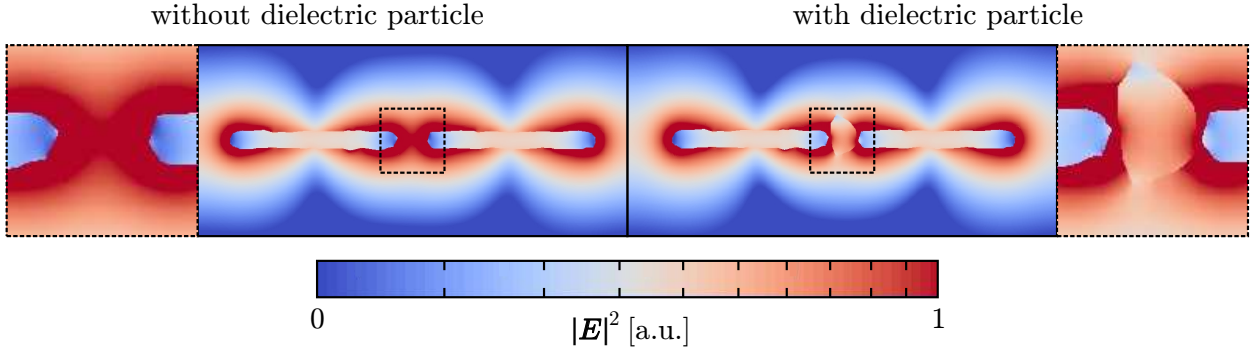 without dielectric particle
with dielectric particle
0
1
|E|² [a.u.]